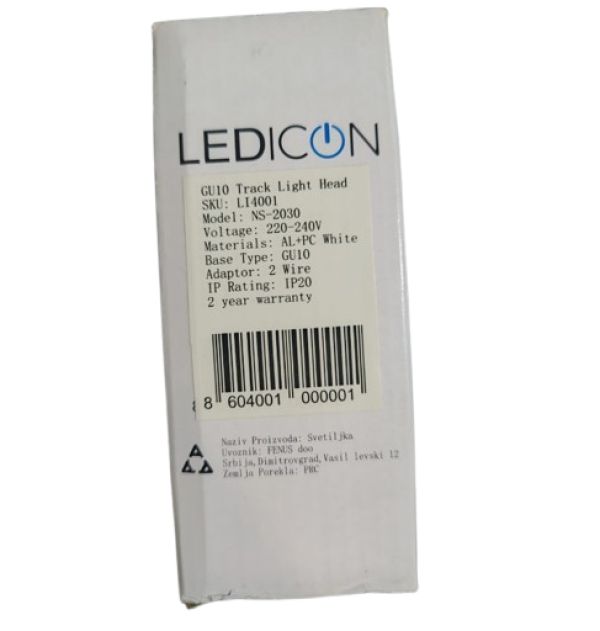 LEDICON
GU10 Track Light Head
SKU: LI4001
Model: NS-2030
Voltage: 220-240V
Materials: AL+PC White
Base Type: GU10
Adaptor: 2 Wire
IP Rating: IP20
2 year warranty
8 604001 000001
Naziv Proizvoda: Svetiljka
Uvoznik: FENUS doo
Srbija,Dimitrovgrad,Vasil levski 12
Zemlja Porekla: PRC